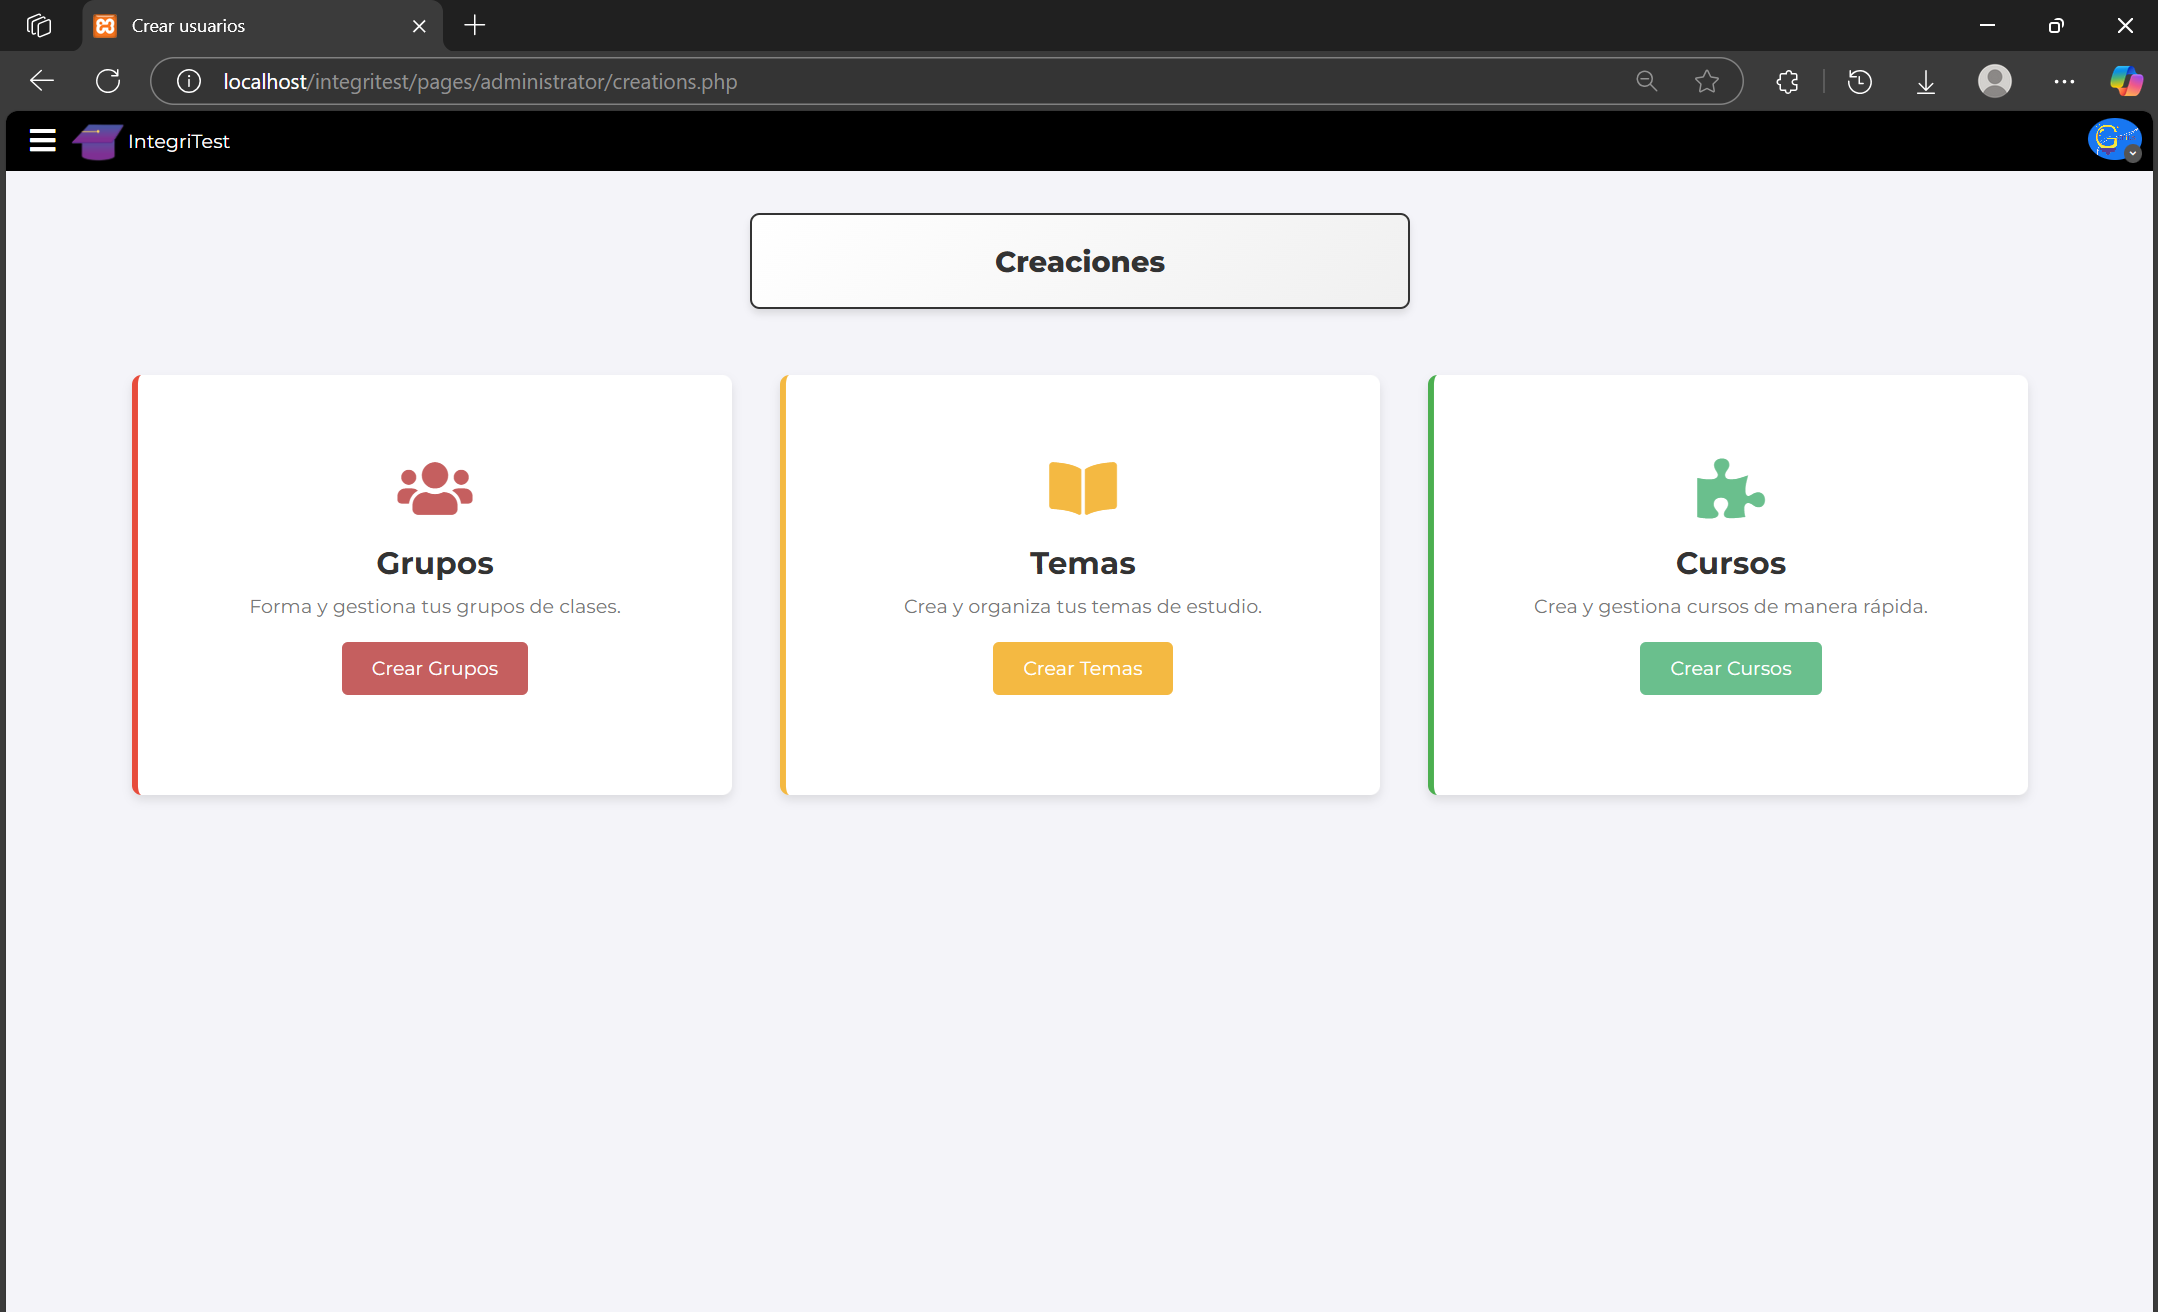 Crear usuarios
localhost/integritest/pages/administrator/creations.php
IntegriTest
Creaciones
Grupos
Forma y gestiona tus grupos de clases.
Crear Grupos
Temas
Crea y organiza tus temas de estudio.
Crear Temas
Cursos
Crea y gestiona cursos de manera rápida.
Crear Cursos